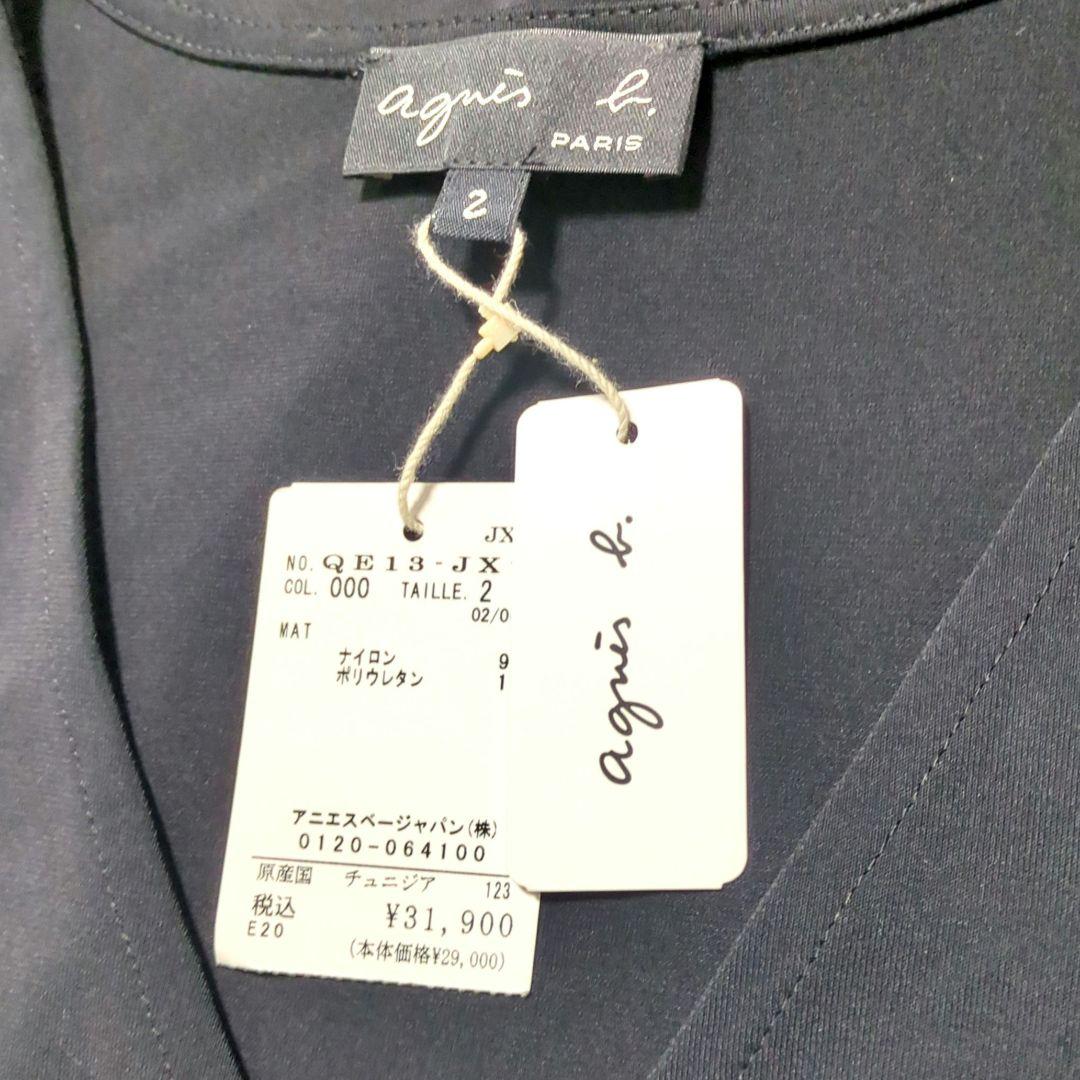 agnès b.
PARIS
2
JX
NO. QE13-JX
COL. 000 TAILLE. 2
02/0
MAT
ナイロン 9
ポリウレタン 1
アニエスベージャパン(株)
0120-064100
原産国 チュニジア 123
税込 ¥31,900
E20
(本体価格¥29,000)
agnès b.